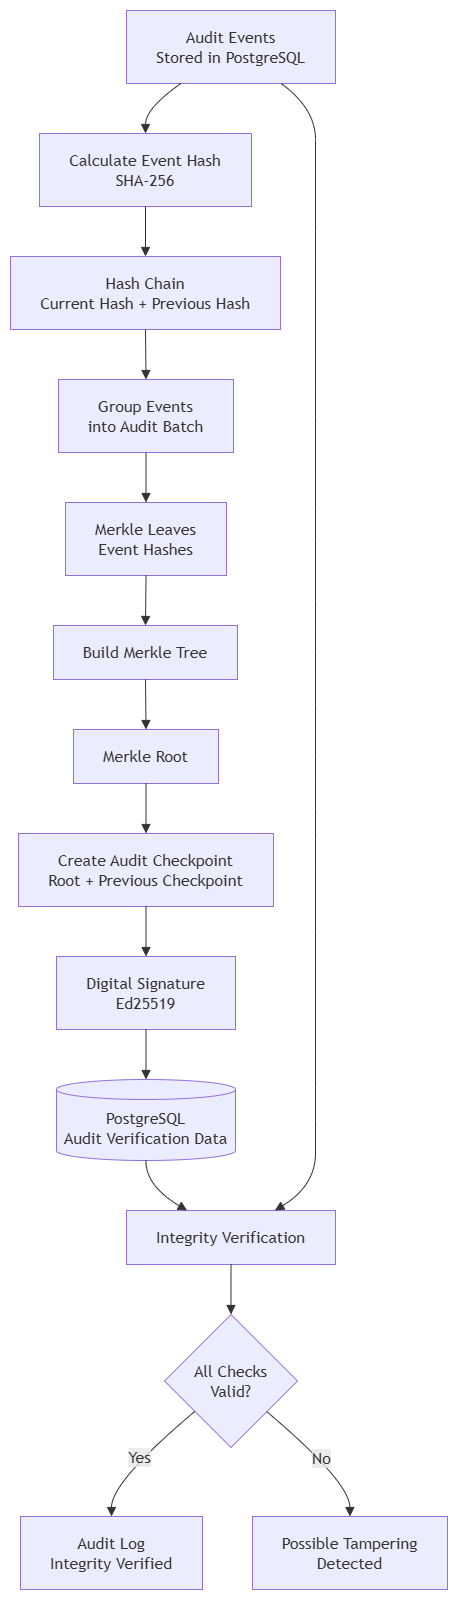 Audit Events
Stored in PostgreSQL
Calculate Event Hash
SHA-256
Hash Chain
Current Hash + Previous Hash
Group Events
into Audit Batch
Merkle Leaves
Event Hashes
Build Merkle Tree
Merkle Root
Create Audit Checkpoint
Root + Previous Checkpoint
Digital Signature
Ed25519
PostgreSQL
Audit Verification Data
Integrity Verification
All Checks
Valid?
Yes
No
Audit Log
Integrity Verified
Possible Tampering
Detected